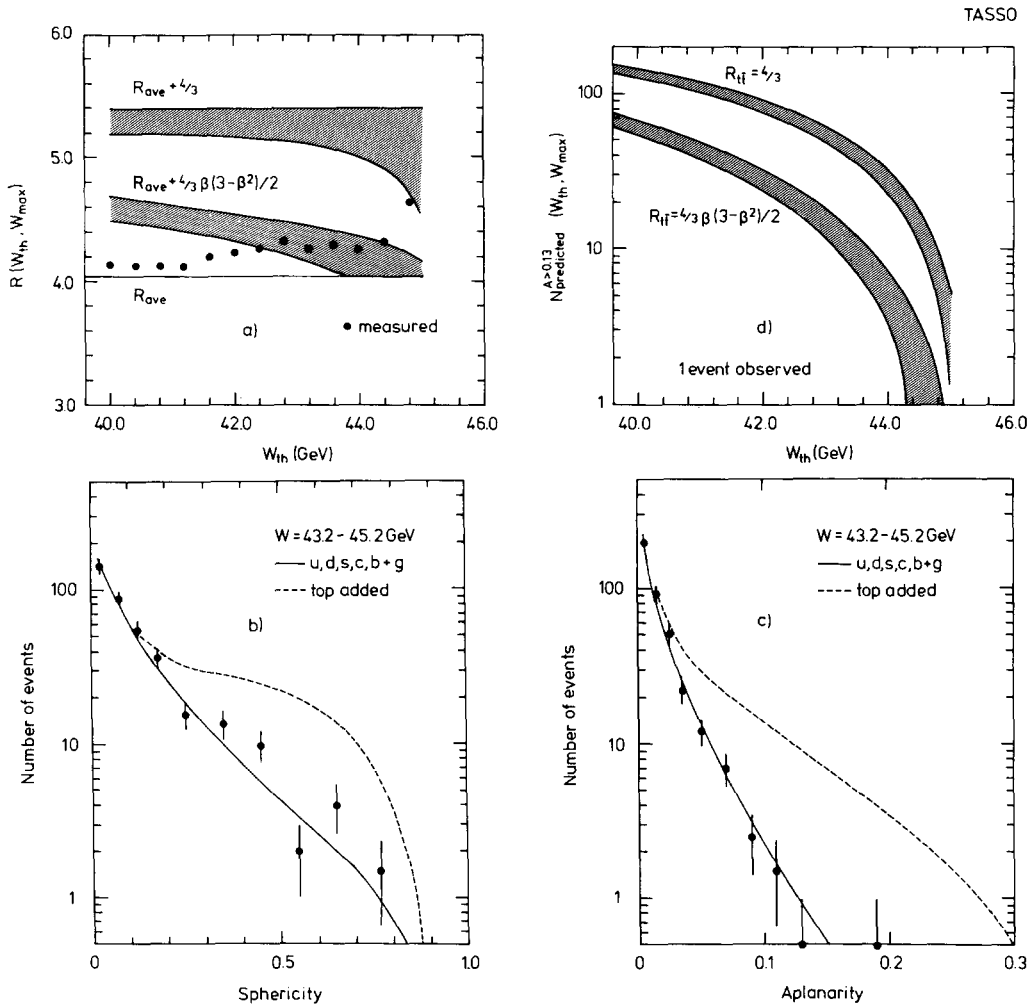 TASSO
6.0
5.0
4.0
3.0
R (W_th, W_max)
R_ave + 4/3
R_ave + 4/3 β(3-β²)/2
R_ave
a)
● measured
40.0 42.0 44.0 46.0
W_th (GeV)
100
10
1
N^A>0.13_predicted (W_th, W_max)
R_tt̄ = 4/3
R_tt̄ = 4/3 β(3-β²)/2
d)
1 event observed
40.0 42.0 44.0 46.0
W_th (GeV)
100
10
1
Number of events
W = 43.2 - 45.2 GeV
u, d, s, c, b + g
top added
b)
0 0.5 1.0
Sphericity
100
10
1
Number of events
W = 43.2 - 45.2 GeV
u, d, s, c, b + g
top added
c)
0 0.1 0.2 0.3
Aplanarity